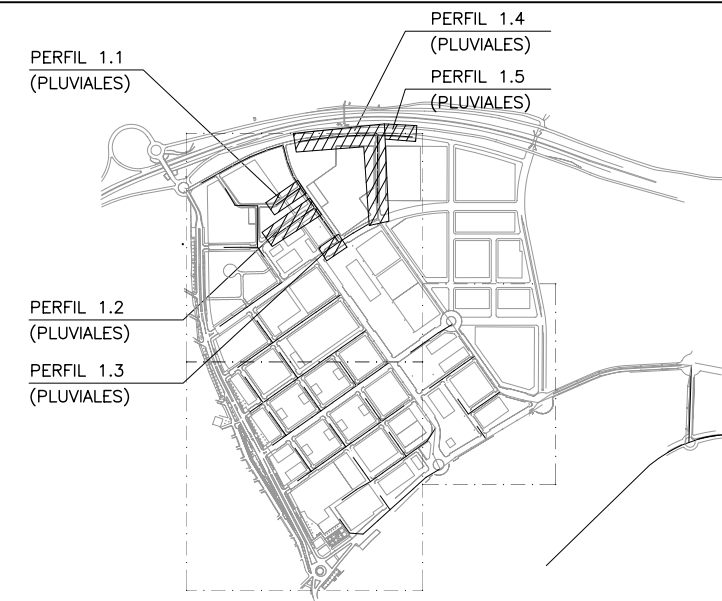 PERFIL 1.4
(PLUVIALES)
PERFIL 1.1
(PLUVIALES)
PERFIL 1.5
(PLUVIALES)
PERFIL 1.2
(PLUVIALES)
PERFIL 1.3
(PLUVIALES)